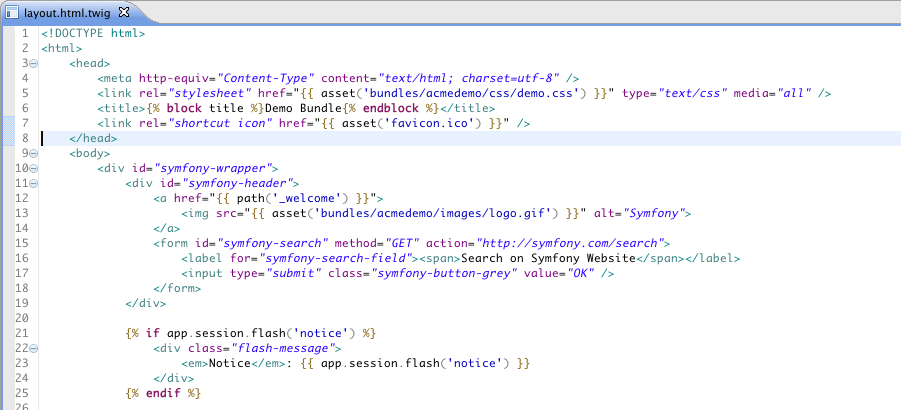 layout.html.twig
1 <!DOCTYPE html>
2 <html>
3 <head>
4 <meta http-equiv="Content-Type" content="text/html; charset=utf-8" />
5 <link rel="stylesheet" href="{{ asset('bundles/acmedemo/css/demo.css') }}" type="text/css" media="all" />
6 <title>{% block title %}Demo Bundle{% endblock %}</title>
7 <link rel="shortcut icon" href="{{ asset('favicon.ico') }}" />
8 </head>
9 <body>
10 <div id="symfony-wrapper">
11 <div id="symfony-header">
12 <a href="{{ path('_welcome') }}">
13 <img src="{{ asset('bundles/acmedemo/images/logo.gif') }}" alt="Symfony">
14 </a>
15 <form id="symfony-search" method="GET" action="http://symfony.com/search">
16 <label for="symfony-search-field"><span>Search on Symfony Website</span></label>
17 <input type="submit" class="symfony-button-grey" value="OK" />
18 </form>
19 </div>
20
21 {% if app.session.flash('notice') %}
22 <div class="flash-message">
23 <em>Notice</em>: {{ app.session.flash('notice') }}
24 </div>
25 {% endif %}
26